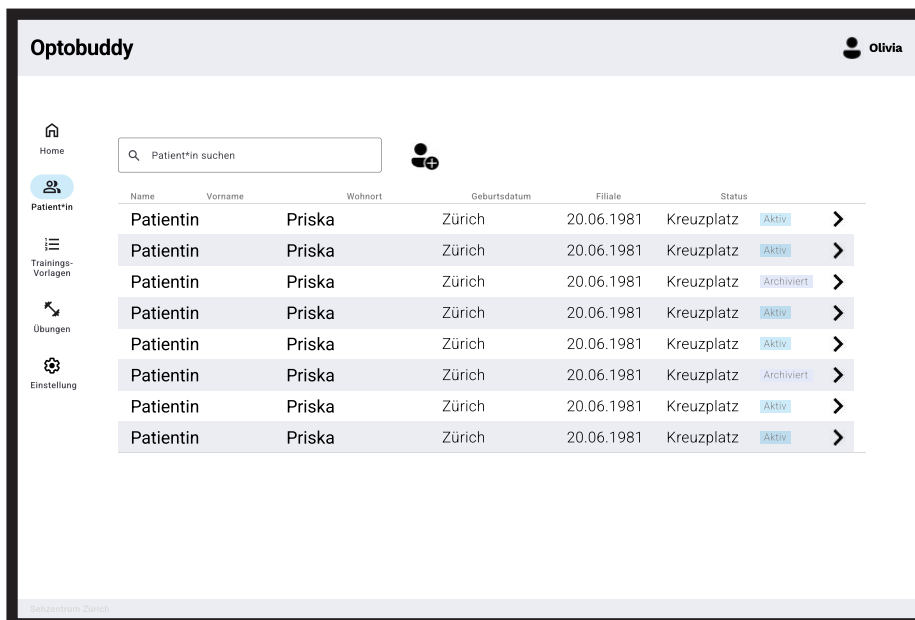 Optobuddy
Olivia
Home
Patient*in
Trainings-
Vorlagen
Übungen
Einstellung
Patient*in suchen
Name Vorname Wohnort Geburtsdatum Filiale Status
Patientin Priska Zürich 20.06.1981 Kreuzplatz Aktiv
Patientin Priska Zürich 20.06.1981 Kreuzplatz Aktiv
Patientin Priska Zürich 20.06.1981 Kreuzplatz Archiviert
Patientin Priska Zürich 20.06.1981 Kreuzplatz Aktiv
Patientin Priska Zürich 20.06.1981 Kreuzplatz Aktiv
Patientin Priska Zürich 20.06.1981 Kreuzplatz Archiviert
Patientin Priska Zürich 20.06.1981 Kreuzplatz Aktiv
Patientin Priska Zürich 20.06.1981 Kreuzplatz Aktiv
Sehzentrum Zürich